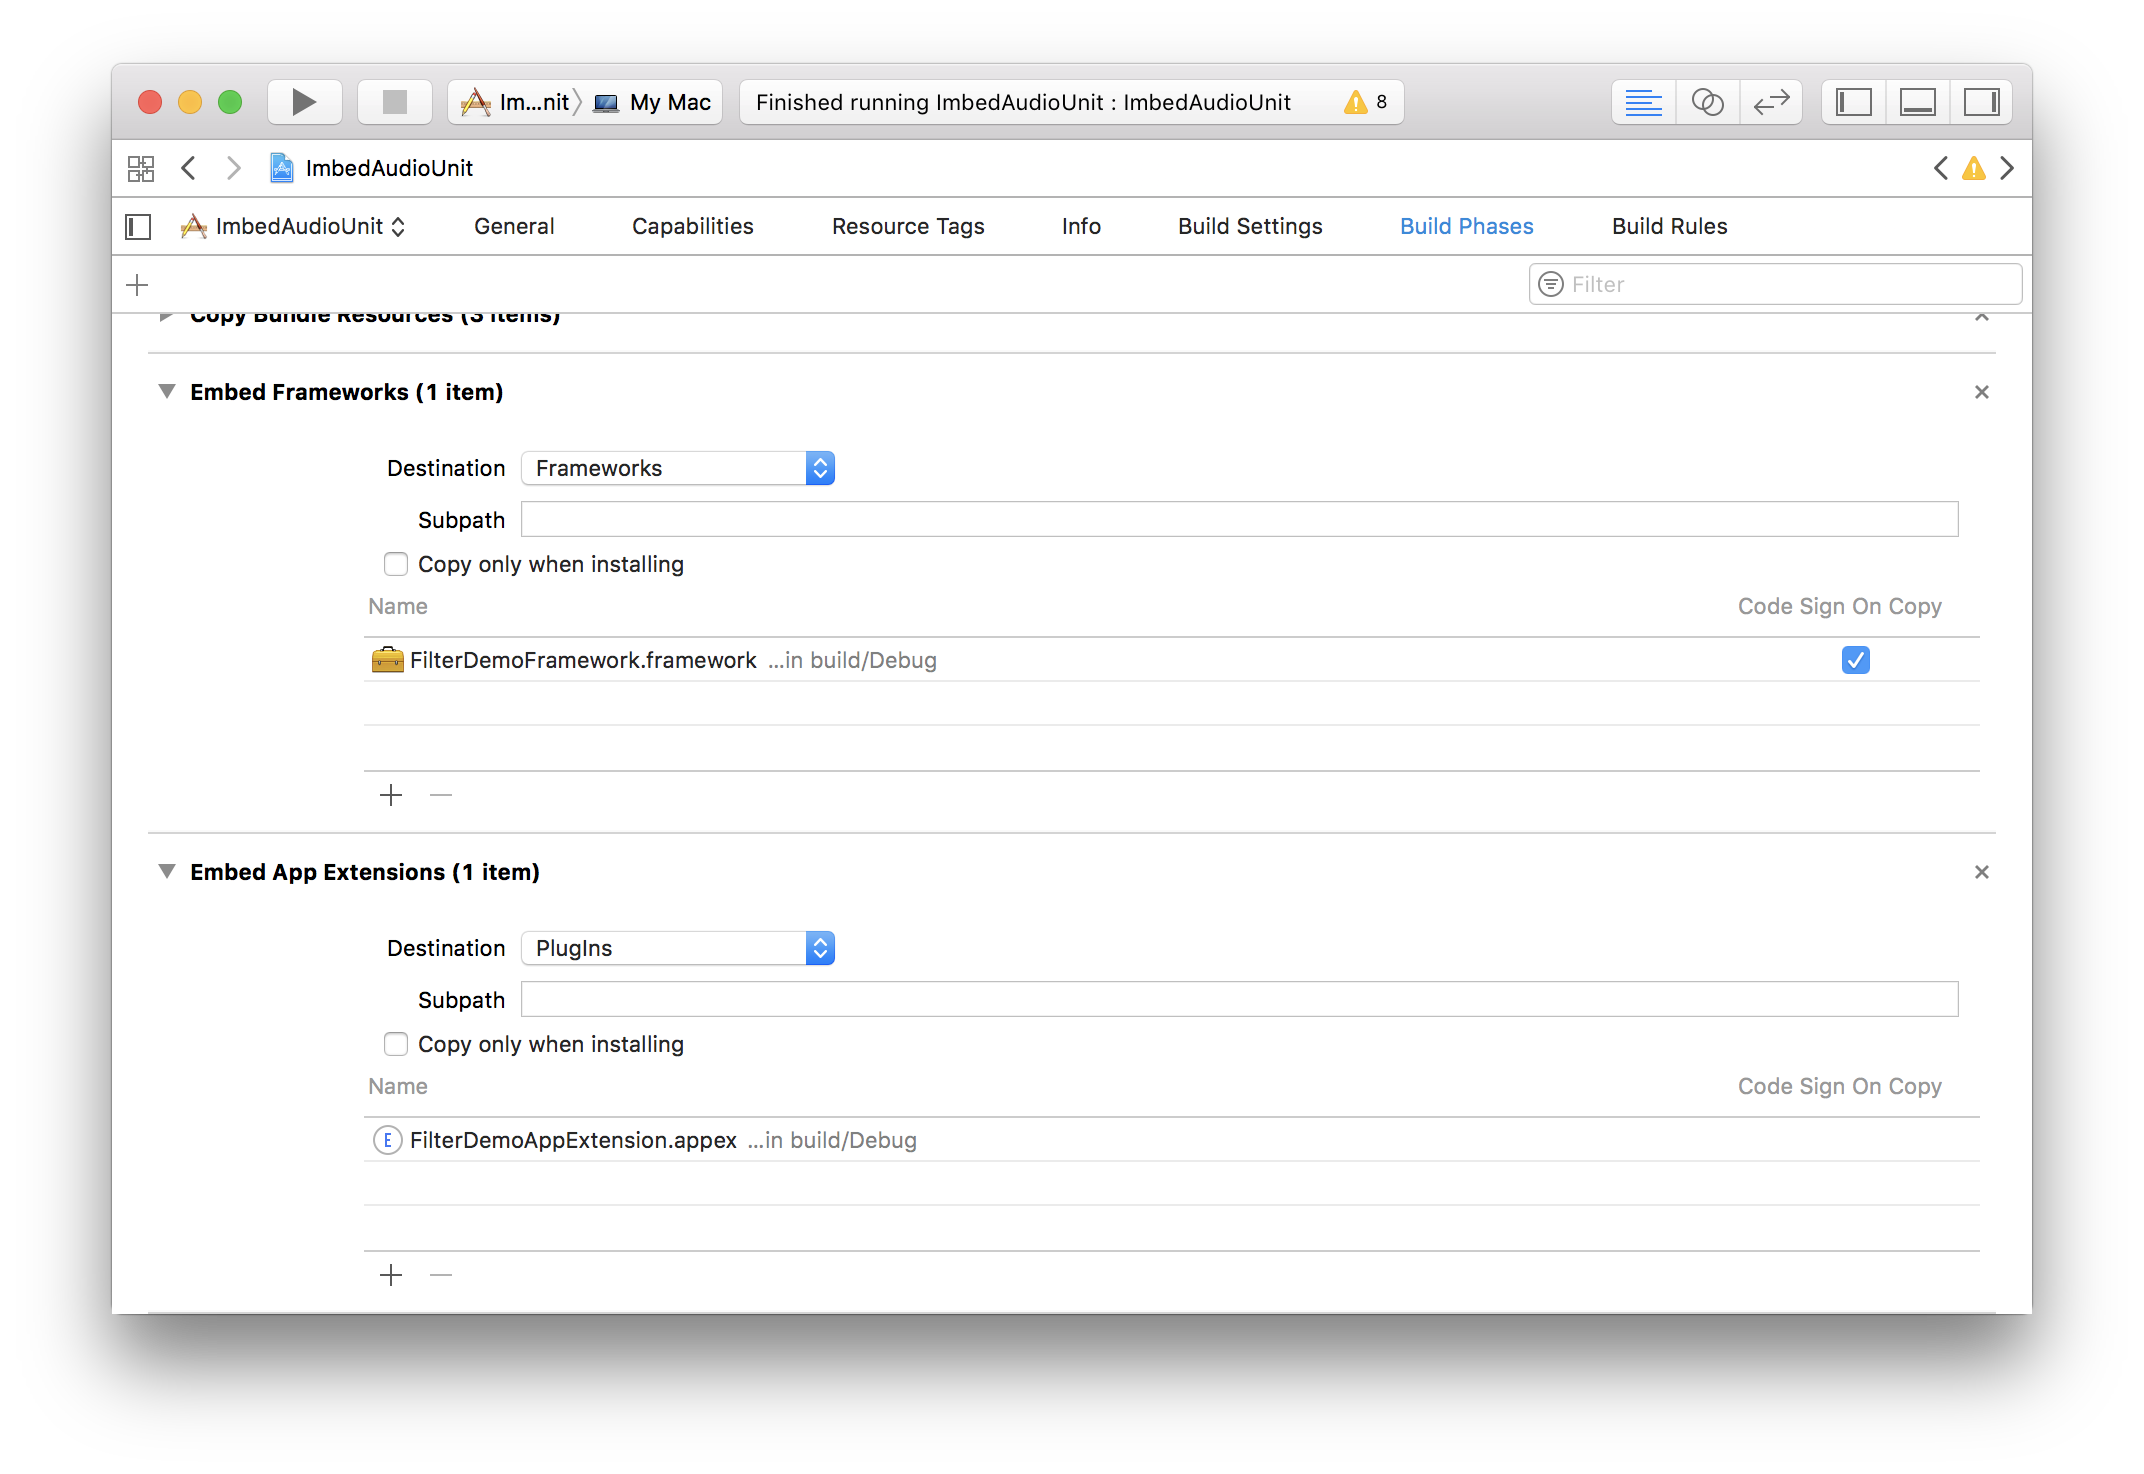 Im...nit My Mac Finished running ImbedAudioUnit : ImbedAudioUnit 8
ImbedAudioUnit
ImbedAudioUnit General Capabilities Resource Tags Info Build Settings Build Phases Build Rules
Filter
Copy Bundle Resources (3 items)
Embed Frameworks (1 item)
Destination Frameworks
Subpath
Copy only when installing
Name Code Sign On Copy
FilterDemoFramework.framework ...in build/Debug
Embed App Extensions (1 item)
Destination PlugIns
Subpath
Copy only when installing
Name Code Sign On Copy
E FilterDemoAppExtension.appex ...in build/Debug